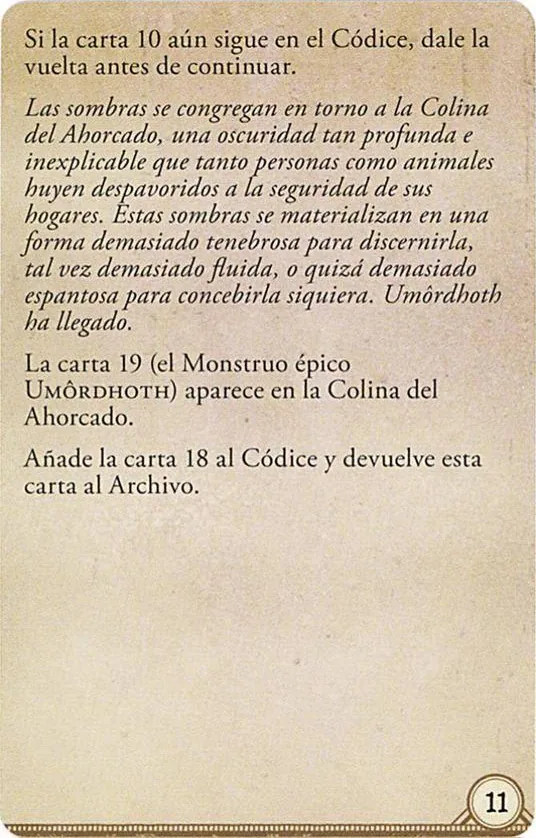 Si la carta 10 aún sigue en el Códice, dale la
vuelta antes de continuar.
Las sombras se congregan en torno a la Colina
del Ahorcado, una oscuridad tan profunda e
inexplicable que tanto personas como animales
huyen despavoridos a la seguridad de sus
hogares. Estas sombras se materializan en una
forma demasiado tenebrosa para discernirla,
tal vez demasiado fluida, o quizá demasiado
espantosa para concebirla siquiera. Umôrdhoth
ha llegado.
La carta 19 (el Monstruo épico
UMÔRDHOTH) aparece en la Colina del
Ahorcado.
Añade la carta 18 al Códice y devuelve esta
carta al Archivo.
11